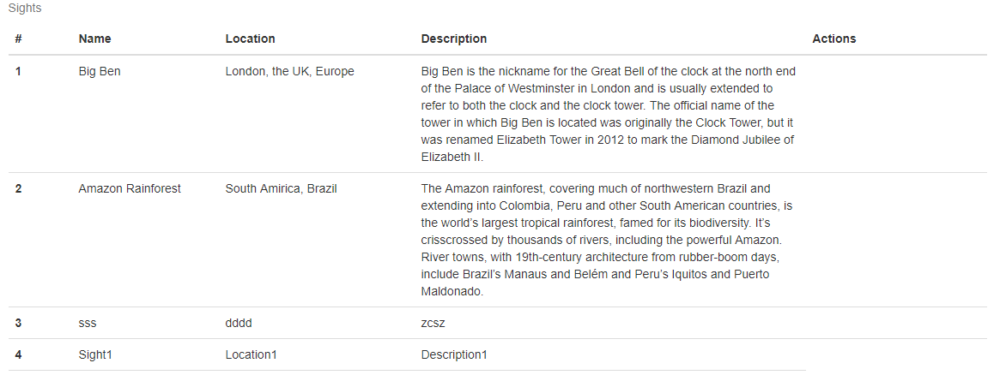 Sights
# Name Location Description Actions
1 Big Ben London, the UK, Europe Big Ben is the nickname for the Great Bell of the clock at the north end
of the Palace of Westminster in London and is usually extended to
refer to both the clock and the clock tower. The official name of the
tower in which Big Ben is located was originally the Clock Tower, but it
was renamed Elizabeth Tower in 2012 to mark the Diamond Jubilee of
Elizabeth II.
2 Amazon Rainforest South Amirica, Brazil The Amazon rainforest, covering much of northwestern Brazil and
extending into Colombia, Peru and other South American countries, is
the world’s largest tropical rainforest, famed for its biodiversity. It’s
crisscrossed by thousands of rivers, including the powerful Amazon.
River towns, with 19th-century architecture from rubber-boom days,
include Brazil’s Manaus and Belém and Peru’s Iquitos and Puerto
Maldonado.
3 sss dddd zcsz
4 Sight1 Location1 Description1